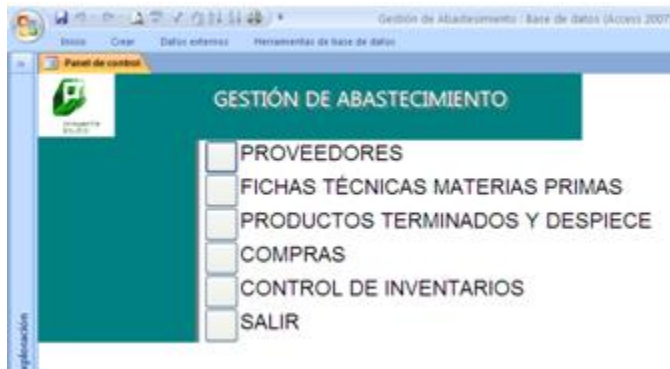 Gestión de Abastecimiento : Base de datos (Access 2007
Inicio Crear Datos externos Herramientas de base de datos
Panel de control
GESTIÓN DE ABASTECIMIENTO
PROVEEDORES
FICHAS TÉCNICAS MATERIAS PRIMAS
PRODUCTOS TERMINADOS Y DESPIECE
COMPRAS
CONTROL DE INVENTARIOS
SALIR